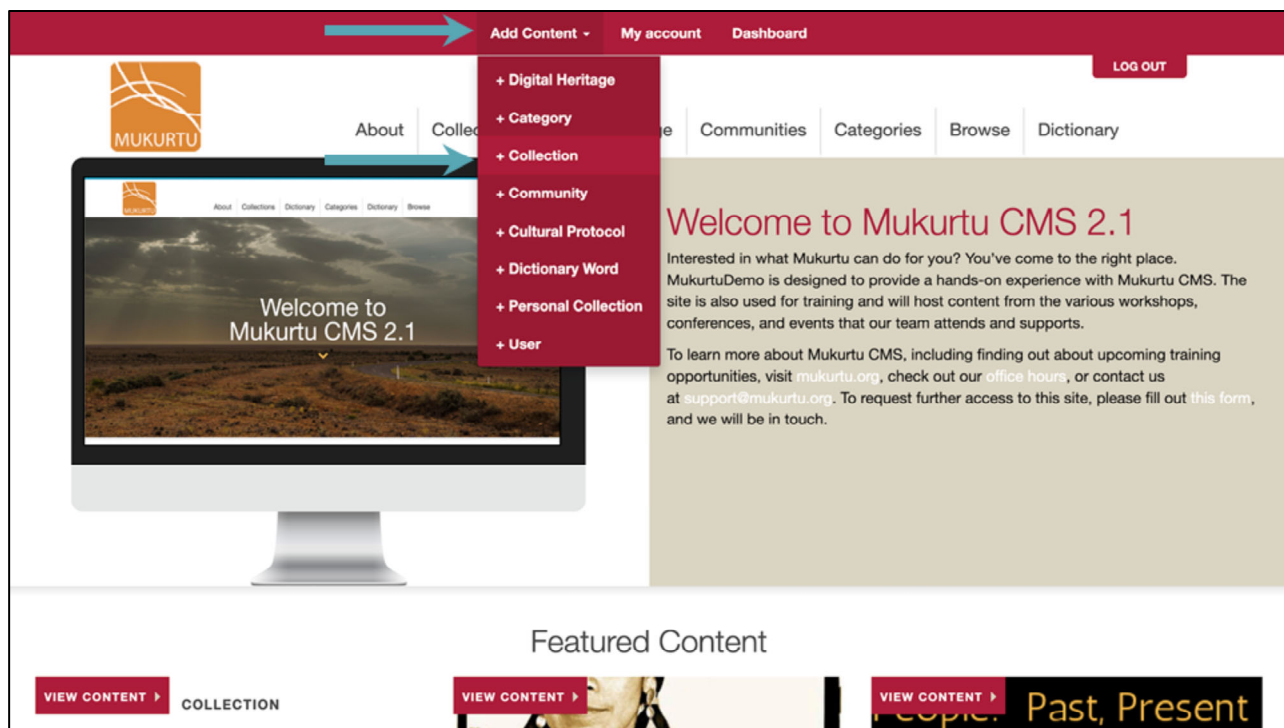 Add Content
My account
Dashboard
LOG OUT
+ Digital Heritage
+ Category
+ Collection
+ Community
+ Cultural Protocol
+ Dictionary Word
+ Personal Collection
+ User
MUKURTU
About
Communities
Categories
Browse
Dictionary
MUKURTU
About Collections Dictionary Categories Dictionary Browse
Welcome to
Mukurtu CMS 2.1
Welcome to Mukurtu CMS 2.1
Interested in what Mukurtu can do for you? You've come to the right place.
MukurtuDemo is designed to provide a hands-on experience with Mukurtu CMS. The
site is also used for training and will host content from the various workshops,
conferences, and events that our team attends and supports.
To learn more about Mukurtu CMS, including finding out about upcoming training
opportunities, visit mukurtu.org, check out our office hours, or contact us
at support@mukurtu.org. To request further access to this site, please fill out this form,
and we will be in touch.
Featured Content
VIEW CONTENT
COLLECTION
VIEW CONTENT
VIEW CONTENT
Past, Present